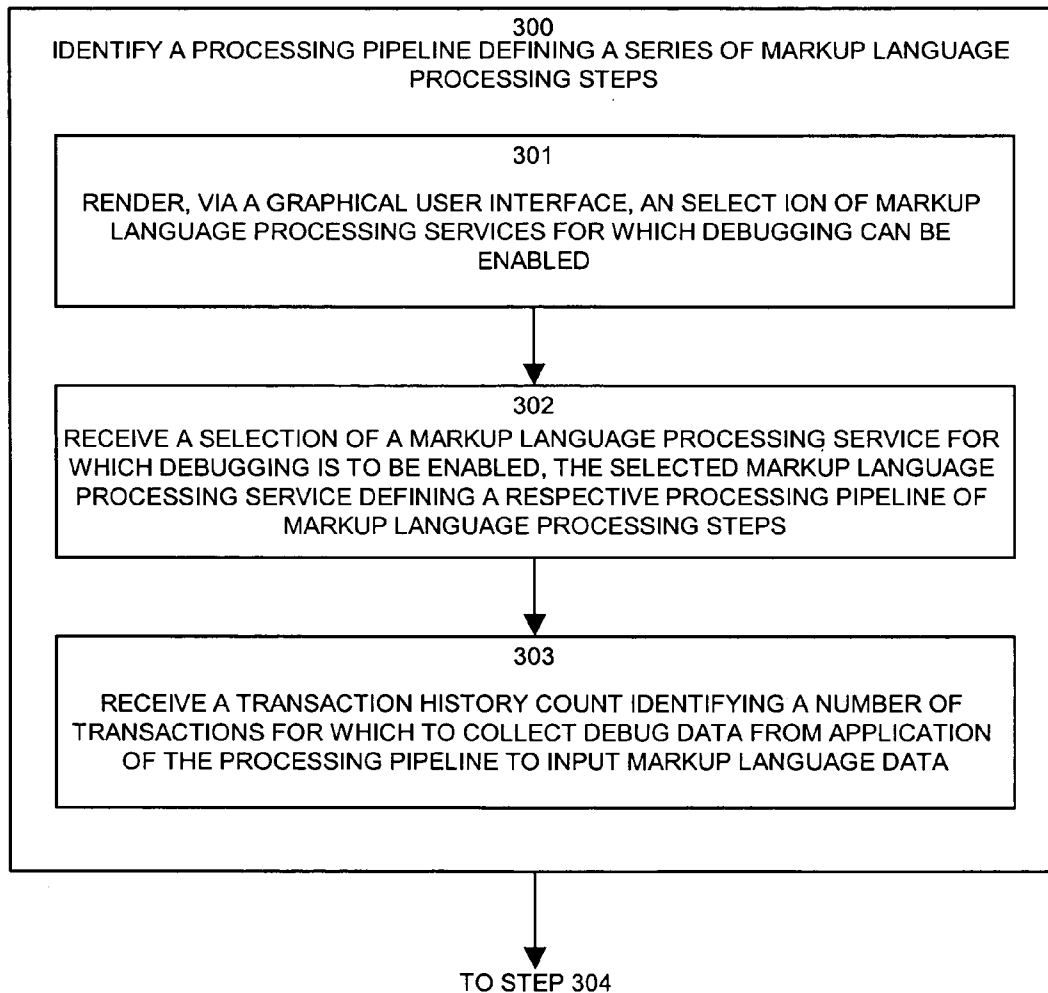 300
IDENTIFY A PROCESSING PIPELINE DEFINING A SERIES OF MARKUP LANGUAGE
PROCESSING STEPS
301
RENDER, VIA A GRAPHICAL USER INTERFACE, AN SELECT ION OF MARKUP
LANGUAGE PROCESSING SERVICES FOR WHICH DEBUGGING CAN BE
ENABLED
302
RECEIVE A SELECTION OF A MARKUP LANGUAGE PROCESSING SERVICE FOR
WHICH DEBUGGING IS TO BE ENABLED, THE SELECTED MARKUP LANGUAGE
PROCESSING SERVICE DEFINING A RESPECTIVE PROCESSING PIPELINE OF
MARKUP LANGUAGE PROCESSING STEPS
303
RECEIVE A TRANSACTION HISTORY COUNT IDENTIFYING A NUMBER OF
TRANSACTIONS FOR WHICH TO COLLECT DEBUG DATA FROM APPLICATION
OF THE PROCESSING PIPELINE TO INPUT MARKUP LANGUAGE DATA
TO STEP 304